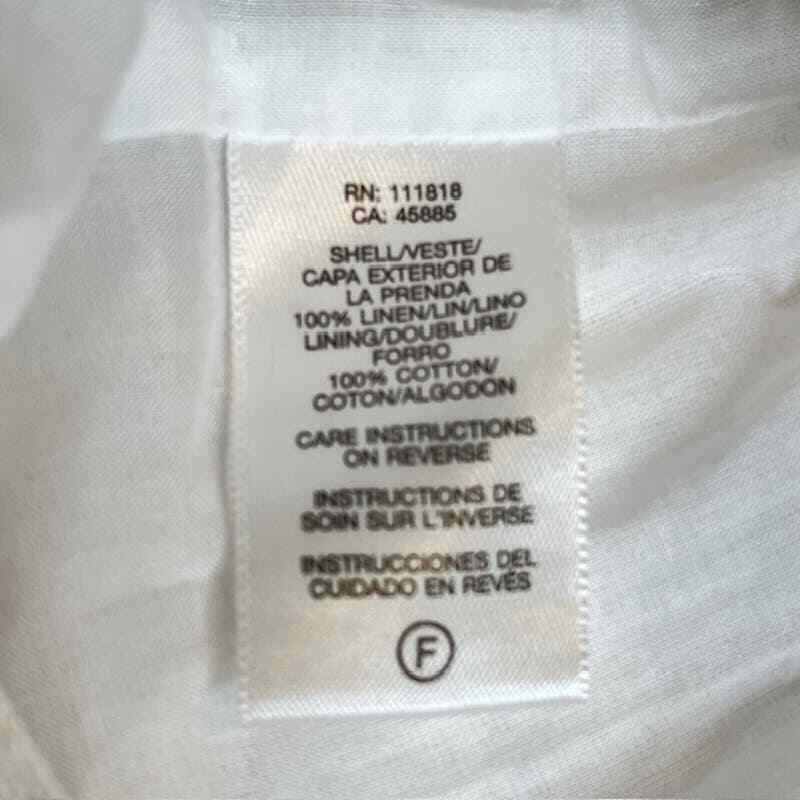 RN: 111818
CA: 45885
SHELL/VESTE/
CAPA EXTERIOR DE
LA PRENDA
100% LINEN/LIN/LINO
LINING/DOUBLURE/
FORRO
100% COTTON/
COTON/ALGODON
CARE INSTRUCTIONS
ON REVERSE
INSTRUCTIONS DE
SOIN SUR L'INVERSE
INSTRUCCIONES DEL
CUIDADO EN REVÉS
F